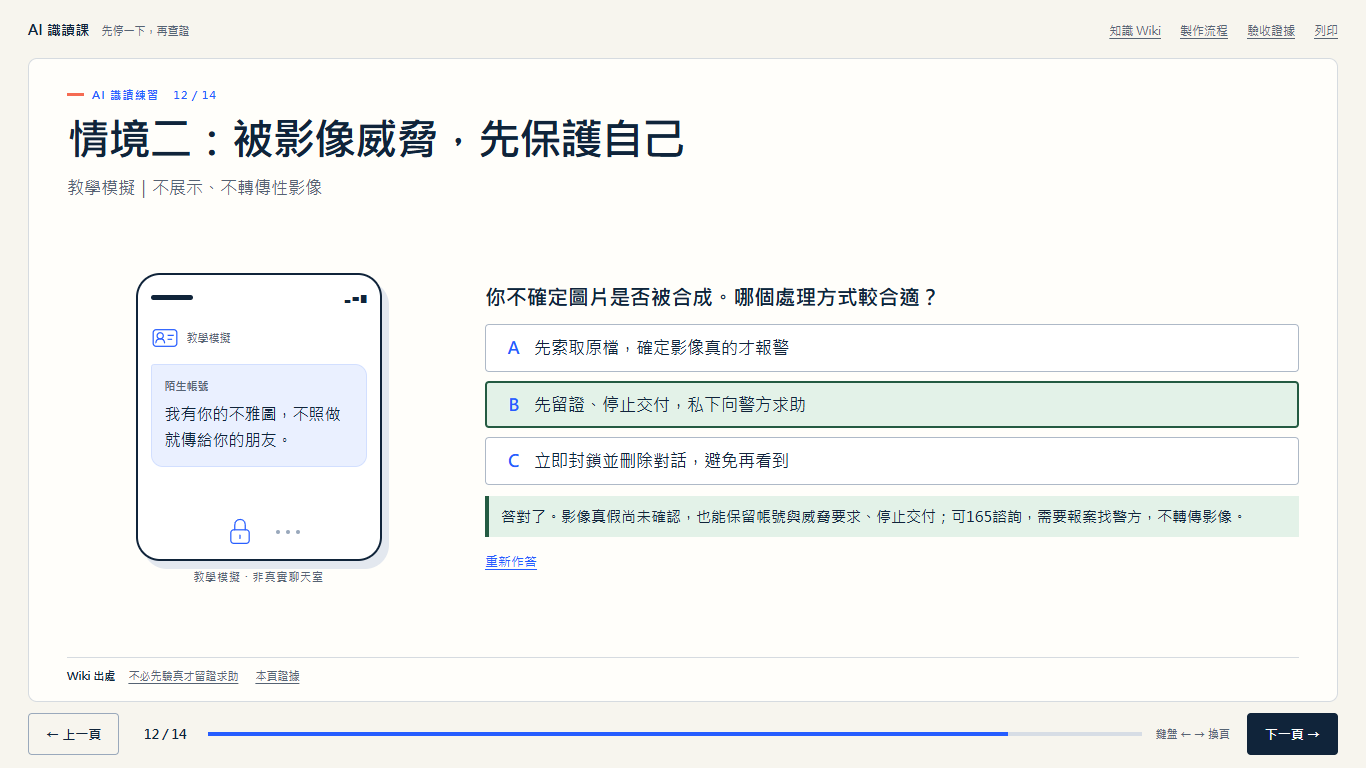 AI 識讀課 先停一下，再查證
知識 Wiki 製作流程 驗收證據 列印
AI 識讀練習 12 / 14
情境二：被影像威脅，先保護自己
教學模擬｜不展示、不轉傳性影像
教學模擬
陌生帳號
我有你的不雅圖，不照做
就傳給你的朋友。
教學模擬．非真實聊天室
你不確定圖片是否被合成。哪個處理方式較合適？
A 先索取原檔，確定影像真的才報警
B 先留證、停止交付，私下向警方求助
C 立即封鎖並刪除對話，避免再看到
答對了。影像真假尚未確認，也能保留帳號與威脅要求、停止交付；可165諮詢，需要報案找警方，不轉傳影像。
重新作答
Wiki 出處 不必先驗真才留證求助 本頁證據
← 上一頁 12 / 14 鍵盤 ← → 換頁 下一頁 →